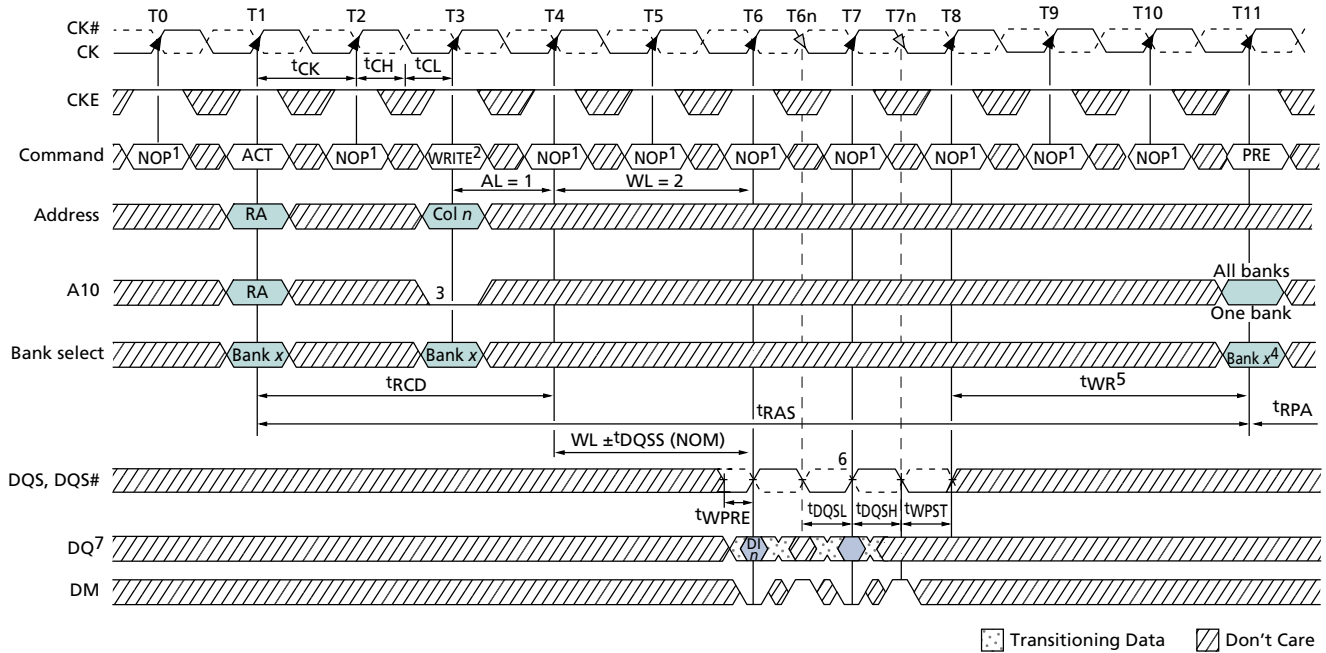 T0 T1 T2 T3 T4 T5 T6 T6n T7 T7n T8 T9 T10 T11
CK#
CK
tCK tCH tCL
CKE
Command NOP1 ACT NOP1 WRITE2 NOP1 NOP1 NOP1 NOP1 NOP1 NOP1 NOP1 PRE
AL = 1 WL = 2
Address RA Col n
All banks
A10 RA 3
One bank
Bank select Bank x Bank x Bank x4
tRCD tWR5
tRAS tRPA
WL ±tDQSS (NOM)
6
DQS, DQS#
tWPRE tDQSL tDQSH tWPST
DQ7 DI
n
DM
Transitioning Data Don't Care